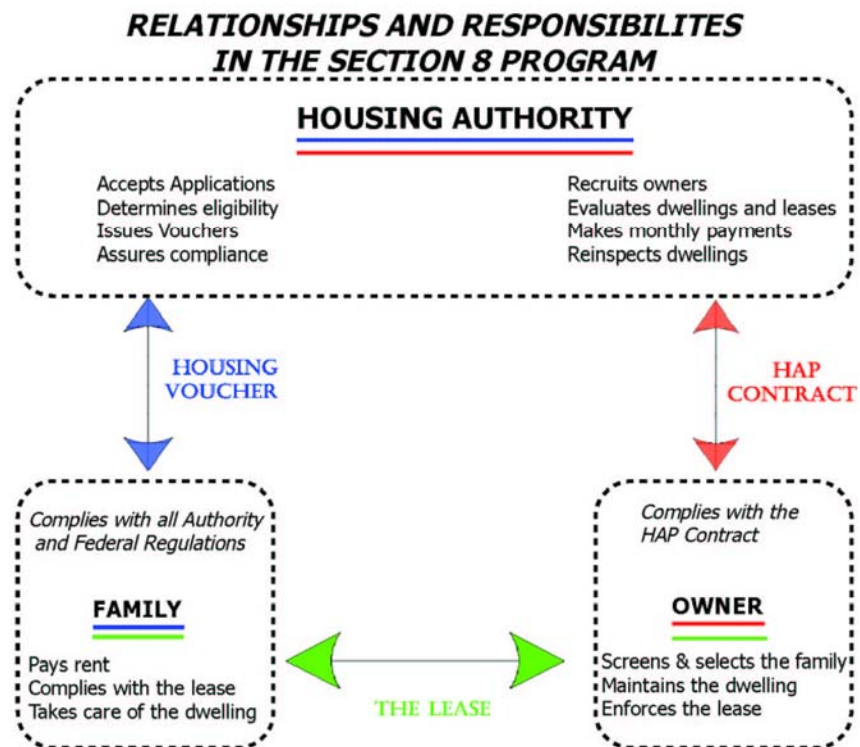 RELATIONSHIPS AND RESPONSIBILITES
IN THE SECTION 8 PROGRAM
HOUSING AUTHORITY
Accepts Applications
Determines eligibility
Issues Vouchers
Assures compliance
Recruits owners
Evaluates dwellings and leases
Makes monthly payments
Reinspects dwellings
HOUSING
VOUCHER
HAP
CONTRACT
Complies with all Authority
and Federal Regulations
FAMILY
Pays rent
Complies with the lease
Takes care of the dwelling
THE LEASE
Complies with the
HAP Contract
OWNER
Screens & selects the family
Maintains the dwelling
Enforces the lease